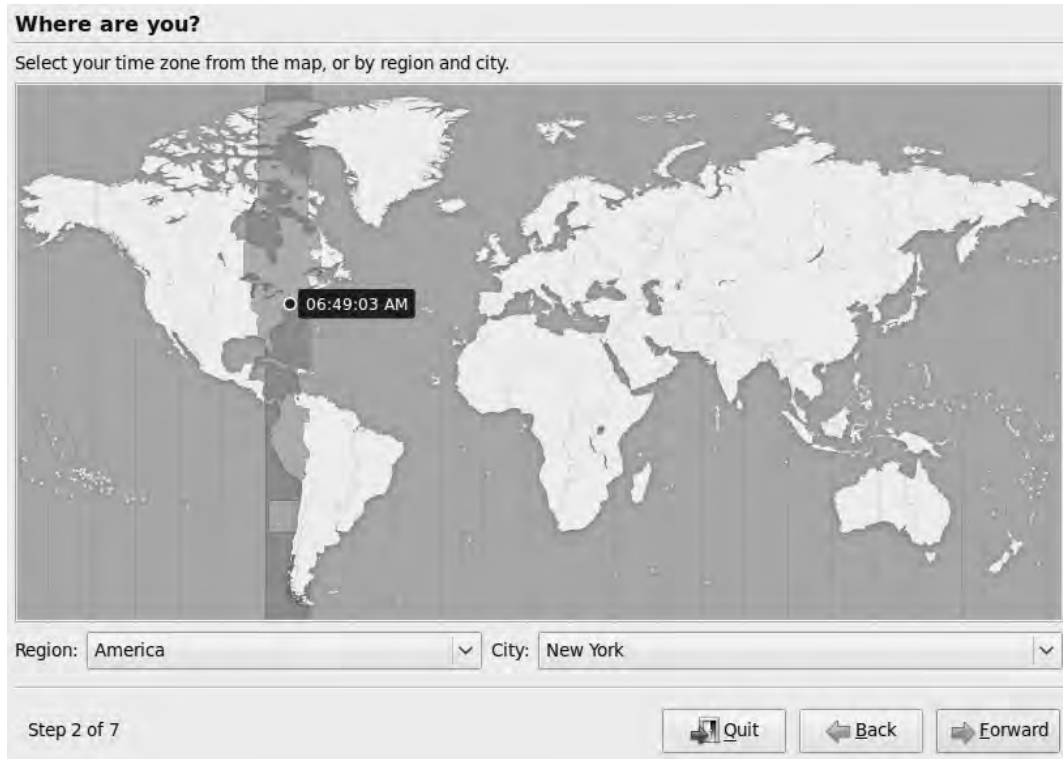 Where are you?
Select your time zone from the map, or by region and city.
06:49:03 AM
Region: America City: New York
Step 2 of 7 Quit Back Forward